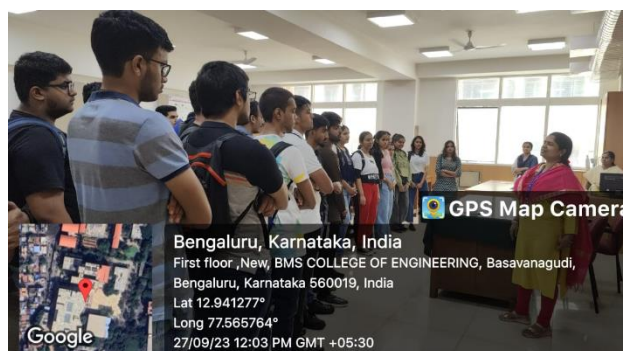 GPS Map Camera
Bengaluru, Karnataka, India
First floor ,New, BMS COLLEGE OF ENGINEERING, Basavanagudi,
Bengaluru, Karnataka 560019, India
Lat 12.941277°
Long 77.565764°
27/09/23 12:03 PM GMT +05:30
Google